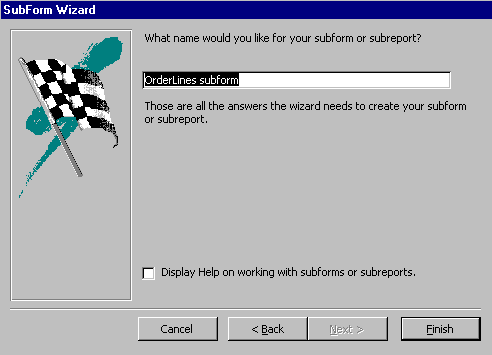 SubForm Wizard
What name would you like for your subform or subreport?
OrderLines subform
Those are all the answers the wizard needs to create your subform
or subreport.
Display Help on working with subforms or subreports.
Cancel
< Back
Next >
Finish